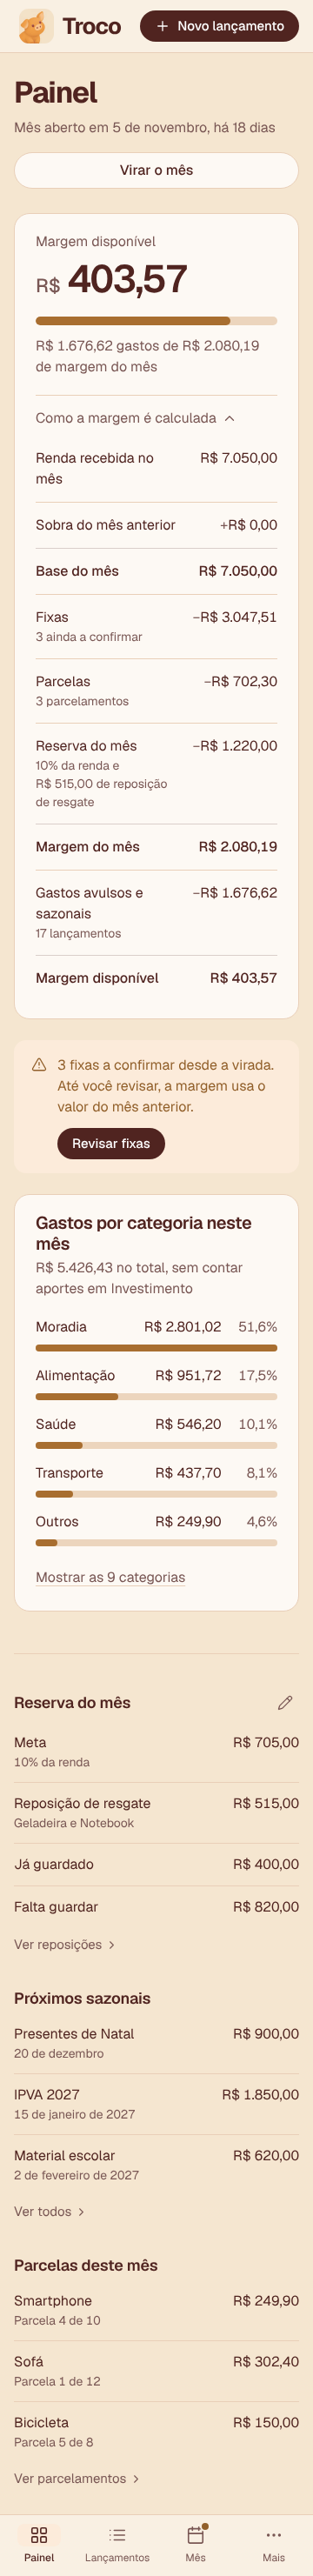 Troco
+ Novo lançamento
Painel
Mês aberto em 5 de novembro, há 18 dias
Virar o mês
Margem disponível
R$ 403,57
R$ 1.676,62 gastos de R$ 2.080,19
de margem do mês
Como a margem é calculada
Renda recebida no R$ 7.050,00
mês
Sobra do mês anterior +R$ 0,00
Base do mês R$ 7.050,00
Fixas −R$ 3.047,51
3 ainda a confirmar
Parcelas −R$ 702,30
3 parcelamentos
Reserva do mês −R$ 1.220,00
10% da renda e
R$ 515,00 de reposição
de resgate
Margem do mês R$ 2.080,19
Gastos avulsos e −R$ 1.676,62
sazonais
17 lançamentos
Margem disponível R$ 403,57
3 fixas a confirmar desde a virada.
Até você revisar, a margem usa o
valor do mês anterior.
Revisar fixas
Gastos por categoria neste
mês
R$ 5.426,43 no total, sem contar
aportes em Investimento
Moradia R$ 2.801,02 51,6%
Alimentação R$ 951,72 17,5%
Saúde R$ 546,20 10,1%
Transporte R$ 437,70 8,1%
Outros R$ 249,90 4,6%
Mostrar as 9 categorias
Reserva do mês
Meta R$ 705,00
10% da renda
Reposição de resgate R$ 515,00
Geladeira e Notebook
Já guardado R$ 400,00
Falta guardar R$ 820,00
Ver reposições
Próximos sazonais
Presentes de Natal R$ 900,00
20 de dezembro
IPVA 2027 R$ 1.850,00
15 de janeiro de 2027
Material escolar R$ 620,00
2 de fevereiro de 2027
Ver todos
Parcelas deste mês
Smartphone R$ 249,90
Parcela 4 de 10
Sofá R$ 302,40
Parcela 1 de 12
Bicicleta R$ 150,00
Parcela 5 de 8
Ver parcelamentos
Painel Lançamentos Mês Mais